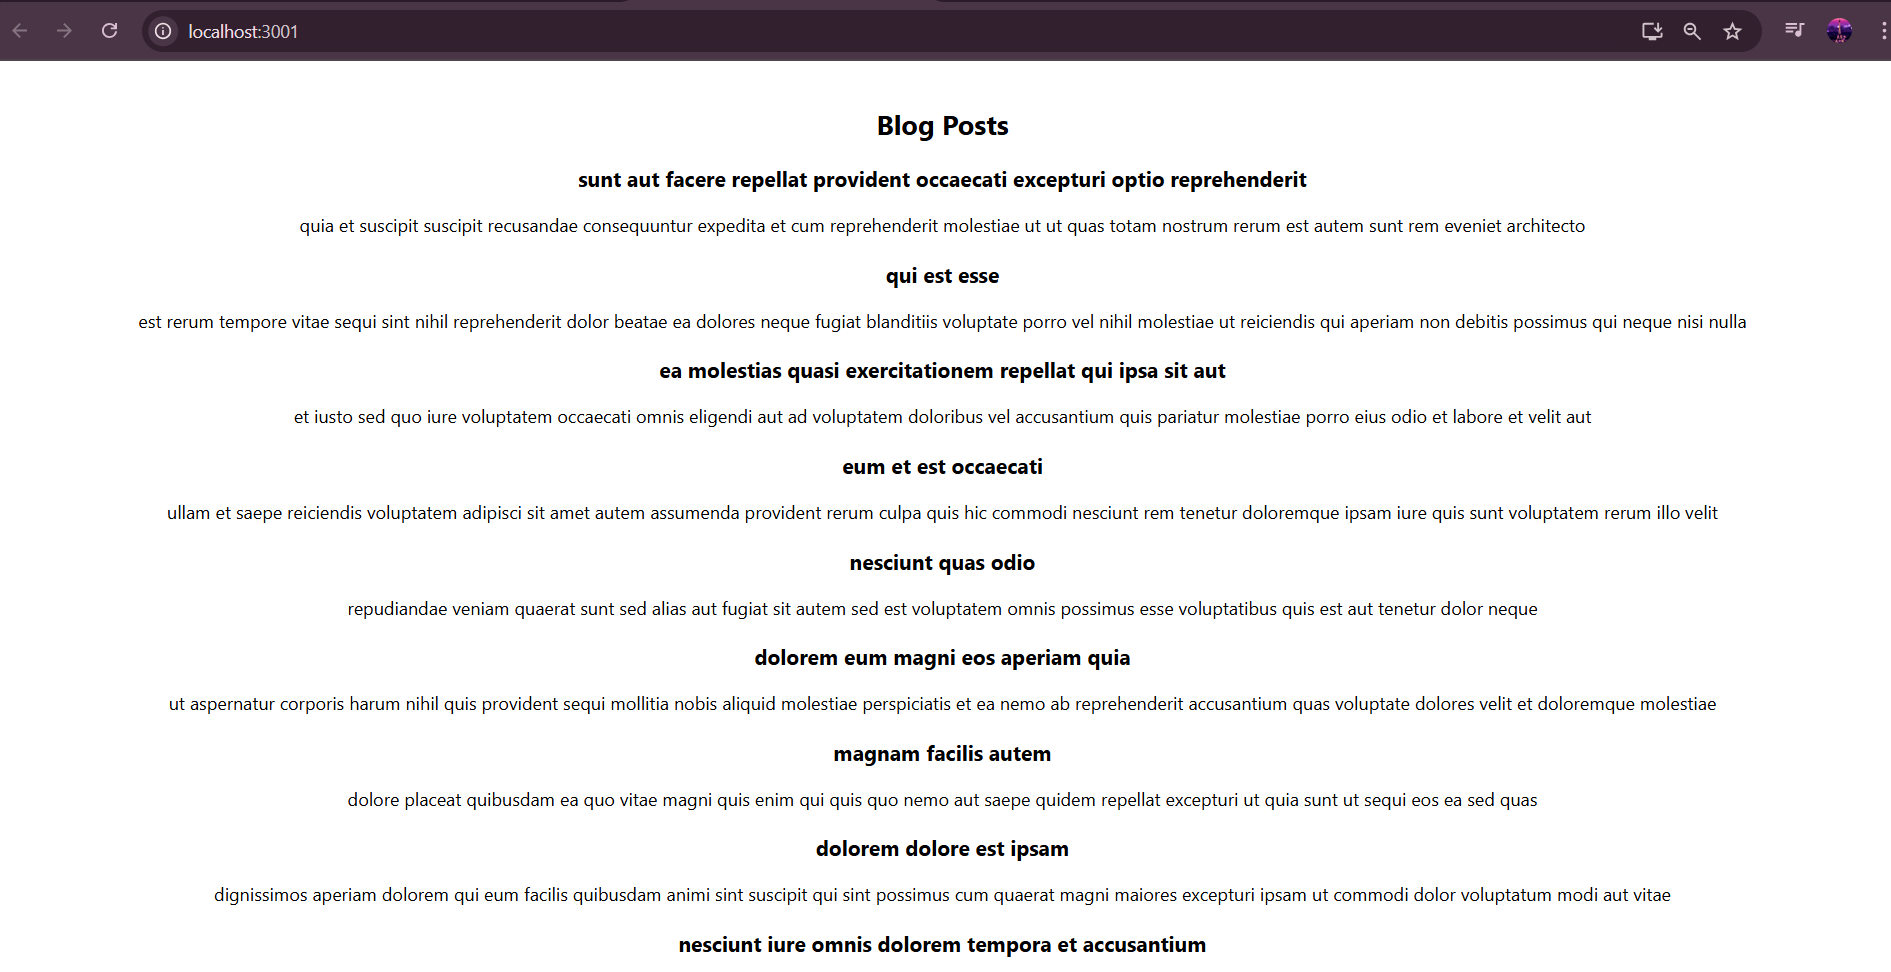 localhost:3001
Blog Posts
sunt aut facere repellat provident occaecati excepturi optio reprehenderit
quia et suscipit suscipit recusandae consequuntur expedita et cum reprehenderit molestiae ut ut quas totam nostrum rerum est autem sunt rem eveniet architecto
qui est esse
est rerum tempore vitae sequi sint nihil reprehenderit dolor beatae ea dolores neque fugiat blanditiis voluptate porro vel nihil molestiae ut reiciendis qui aperiam non debitis possimus qui neque nisi nulla
ea molestias quasi exercitationem repellat qui ipsa sit aut
et iusto sed quo iure voluptatem occaecati omnis eligendi aut ad voluptatem doloribus vel accusantium quis pariatur molestiae porro eius odio et labore et velit aut
eum et est occaecati
ullam et saepe reiciendis voluptatem adipisci sit amet autem assumenda provident rerum culpa quis hic commodi nesciunt rem tenetur doloremque ipsam iure quis sunt voluptatem rerum illo velit
nesciunt quas odio
repudiandae veniam quaerat sunt sed alias aut fugiat sit autem sed est voluptatem omnis possimus esse voluptatibus quis est aut tenetur dolor neque
dolorem eum magni eos aperiam quia
ut aspernatur corporis harum nihil quis provident sequi mollitia nobis aliquid molestiae perspiciatis et ea nemo ab reprehenderit accusantium quas voluptate dolores velit et doloremque molestiae
magnam facilis autem
dolore placeat quibusdam ea quo vitae magni quis enim qui quis quo nemo aut saepe quidem repellat excepturi ut quia sunt ut sequi eos ea sed quas
dolorem dolore est ipsam
dignissimos aperiam dolorem qui eum facilis quibusdam animi sint suscipit qui sint possimus cum quaerat magni maiores excepturi ipsam ut commodi dolor voluptatum modi aut vitae
nesciunt iure omnis dolorem tempora et accusantium